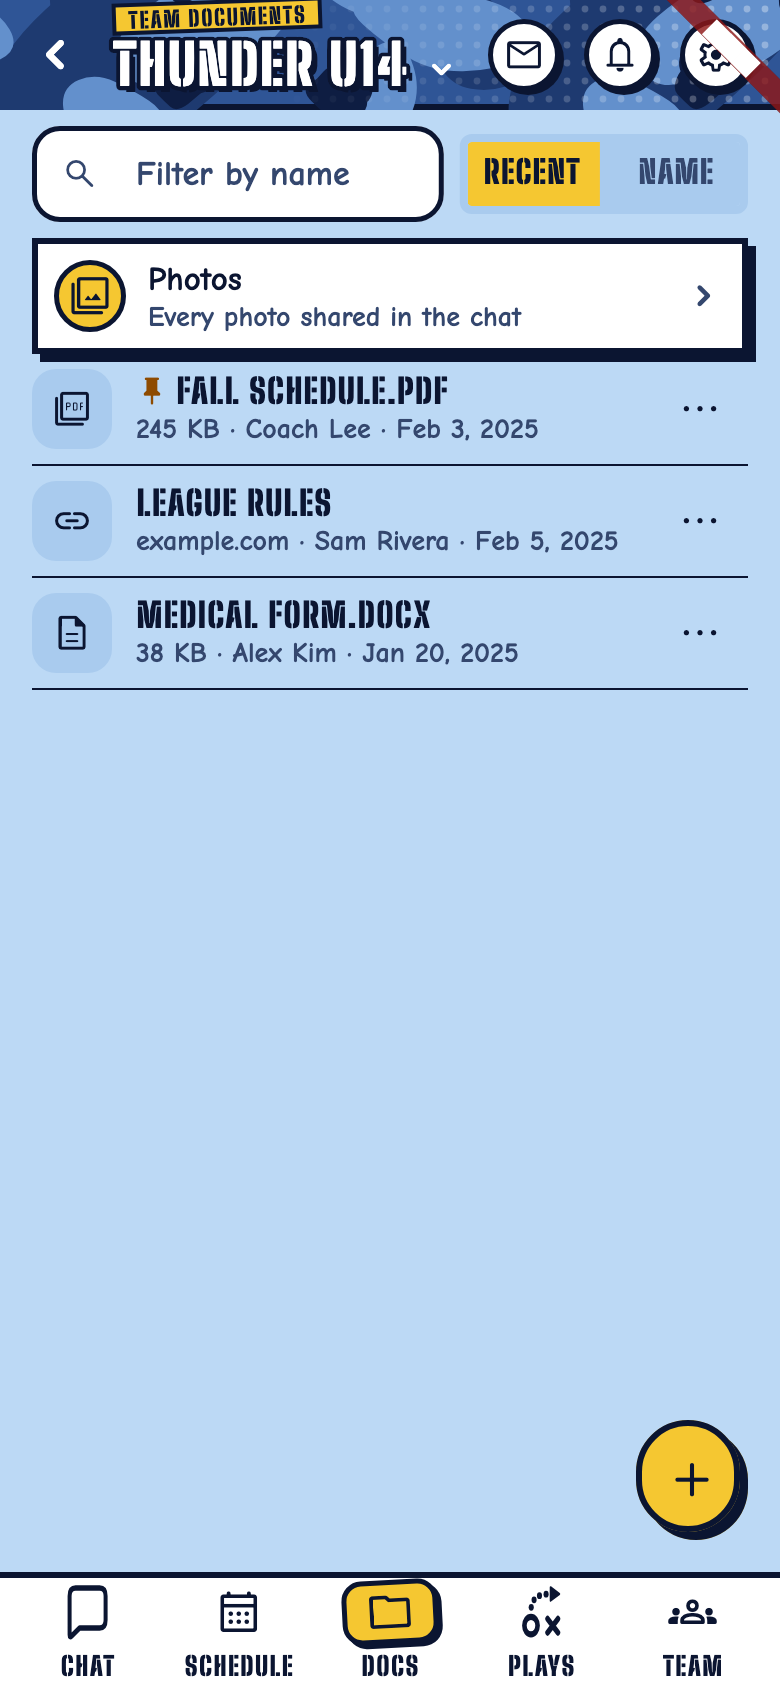 TEAM DOCUMENTS
THUNDER U14
Filter by name
RECENT
NAME
Photos
Every photo shared in the chat
PDF
FALL SCHEDULE.PDF
245 KB · Coach Lee · Feb 3, 2025
LEAGUE RULES
example.com · Sam Rivera · Feb 5, 2025
MEDICAL FORM.DOCX
38 KB · Alex Kim · Jan 20, 2025
CHAT
SCHEDULE
DOCS
PLAYS
TEAM